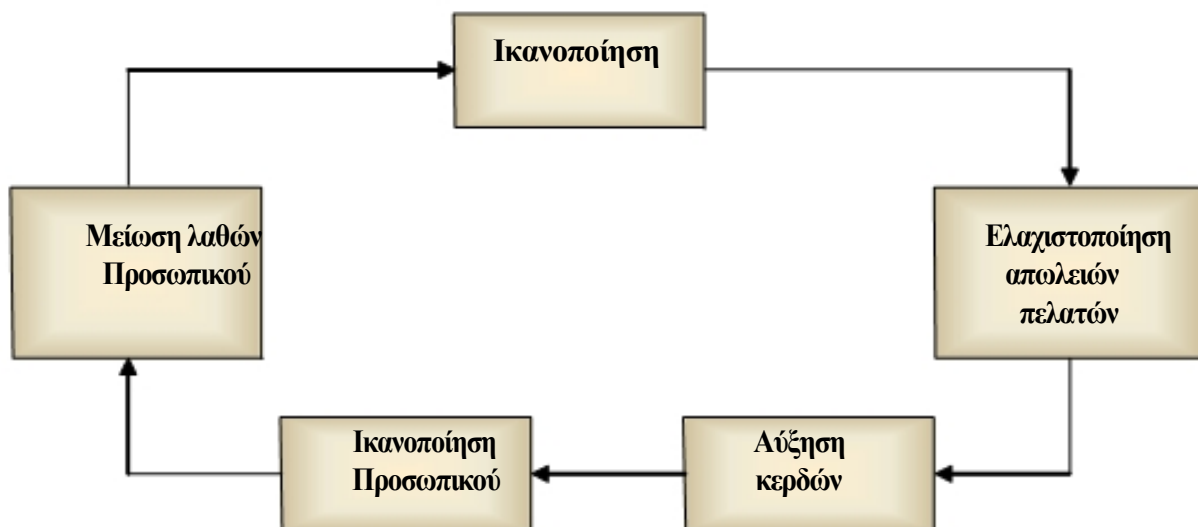 Ικανοποίηση
Μείωση λαθών
Προσωπικού
Ελαχιστοποίηση
απωλειών
πελατών
Ικανοποίηση
Προσωπικού
Αύξηση
κερδών